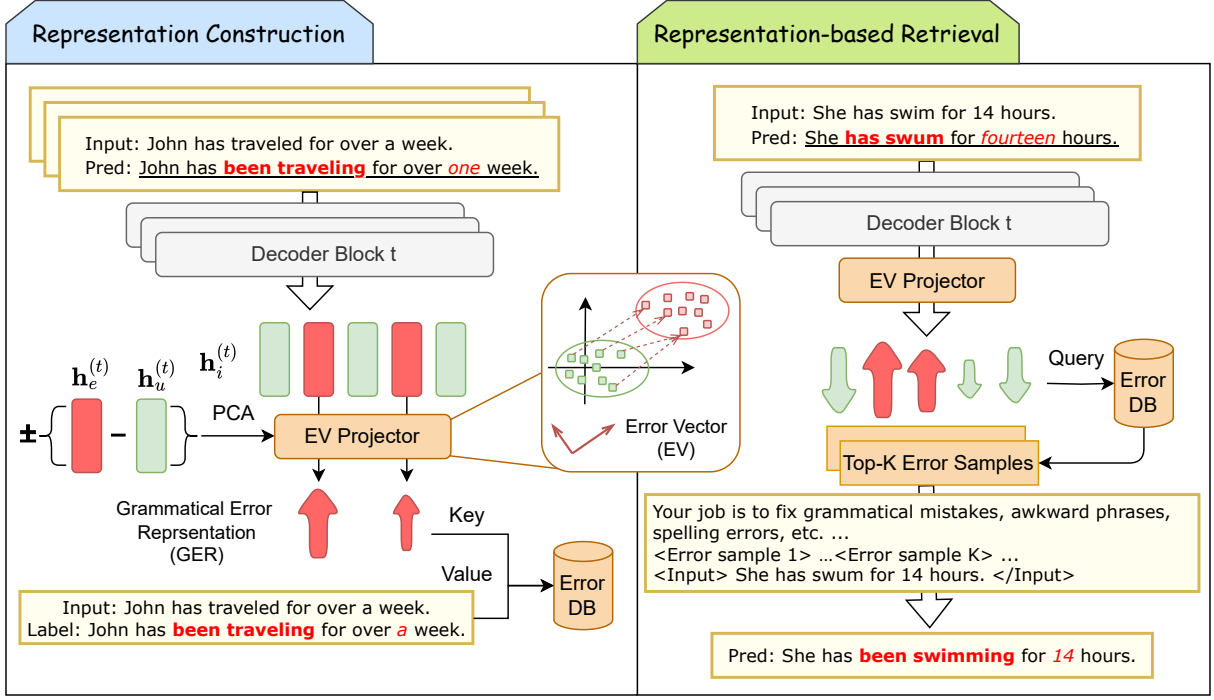 Representation Construction
Input: John has traveled for over a week.
Pred: John has been traveling for over one week.
Decoder Block t
h_e^{(t)}
h_u^{(t)}
h_i^{(t)}
±
{
−
}
PCA
EV Projector
Error Vector
(EV)
Grammatical Error
Reprsentation
(GER)
Key
Value
Error
DB
Input: John has traveled for over a week.
Label: John has been traveling for over a week.
Representation-based Retrieval
Input: She has swim for 14 hours.
Pred: She has swum for fourteen hours.
Decoder Block t
EV Projector
Query
Error
DB
Top-K Error Samples
Your job is to fix grammatical mistakes, awkward phrases,
spelling errors, etc. ...
<Error sample 1> ...<Error sample K> ...
<Input> She has swum for 14 hours. </Input>
Pred: She has been swimming for 14 hours.